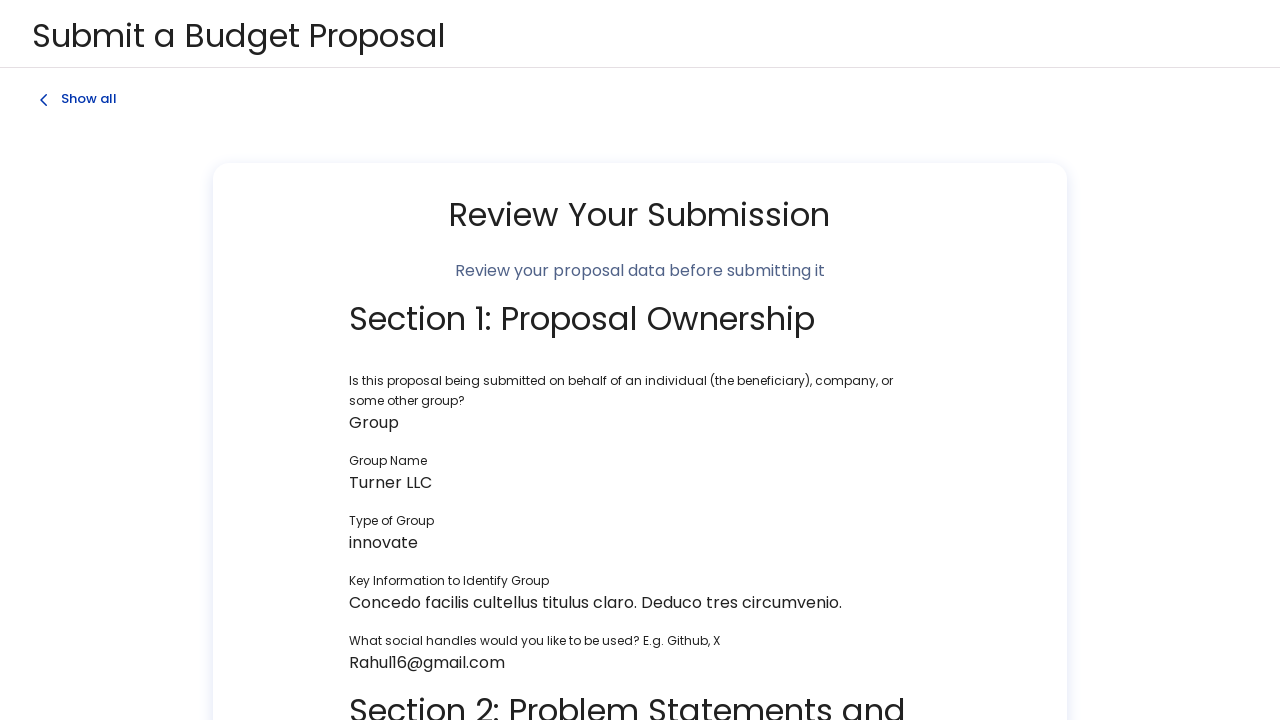 Submit a Budget Proposal
Show all
Review Your Submission
Review your proposal data before submitting it
Section 1: Proposal Ownership
Is this proposal being submitted on behalf of an individual (the beneficiary), company, or
some other group?
Group
Group Name
Turner LLC
Type of Group
innovate
Key Information to Identify Group
Concedo facilis cultellus titulus claro. Deduco tres circumvenio.
What social handles would you like to be used? E.g. Github, X
Rahul16@gmail.com
Section 2: Problem Statements and